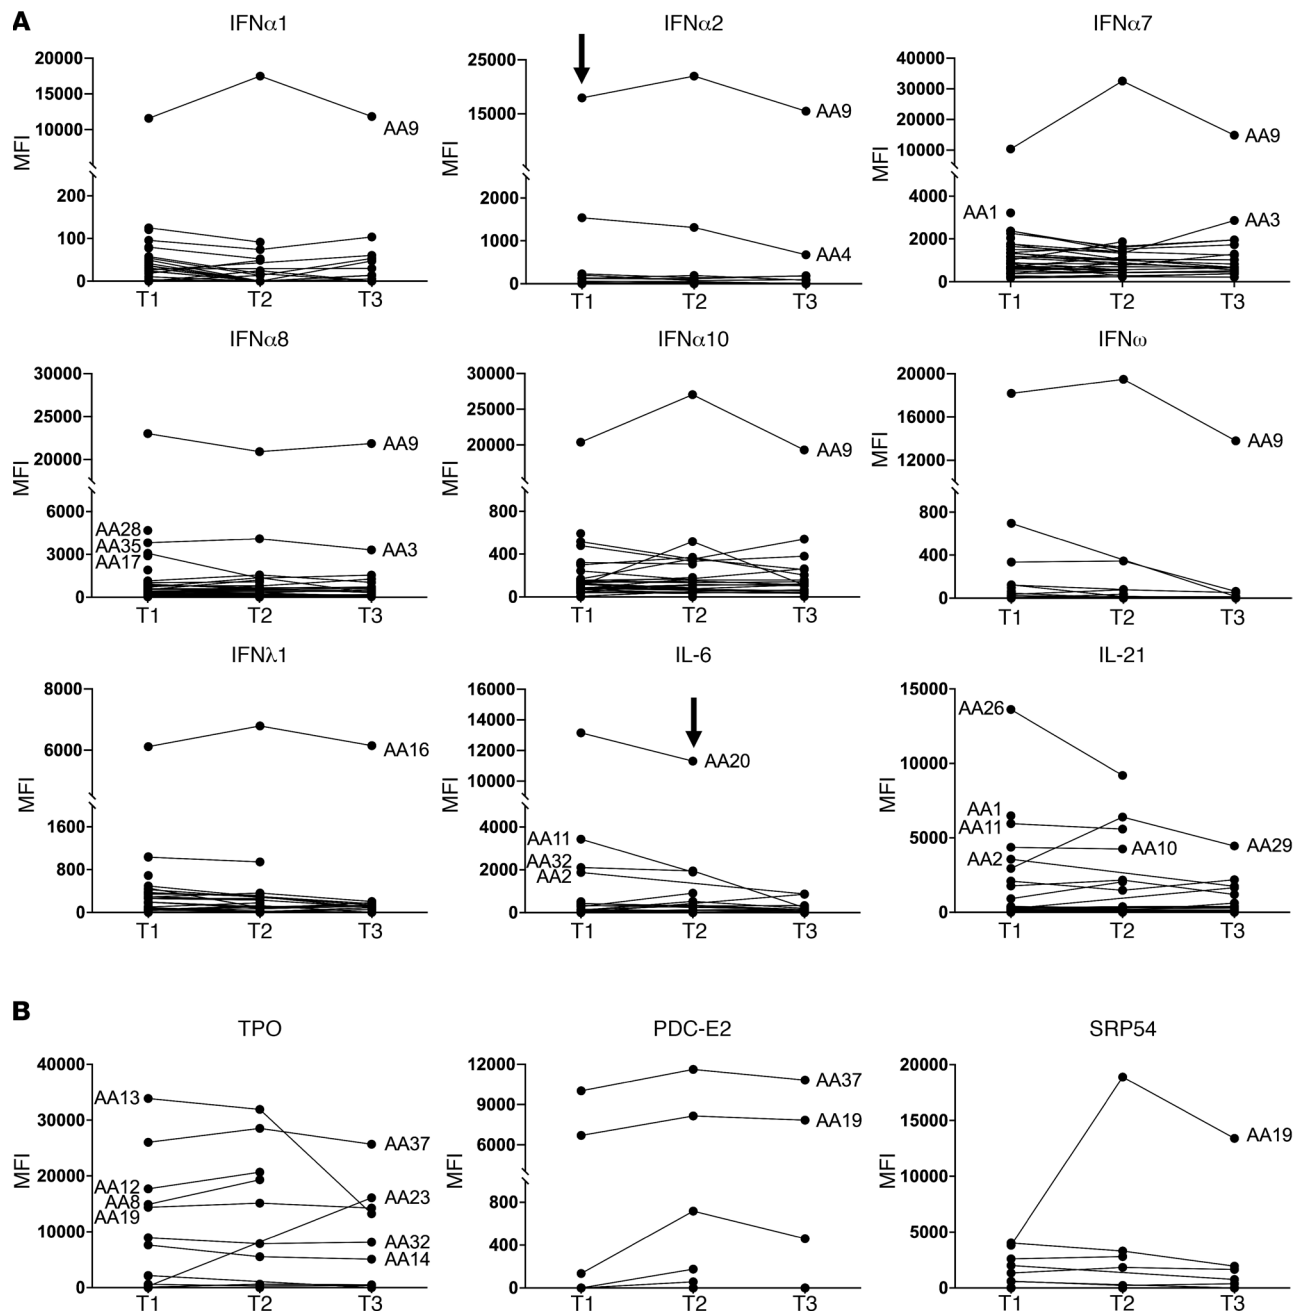 A
IFNα1
IFNα2
IFNα7
20000
15000
10000
200
100
0
MFI
AA9
T1 T2 T3
25000
15000
2000
1000
0
MFI
AA9
AA4
T1 T2 T3
40000
30000
20000
10000
4000
2000
0
MFI
AA1
AA9
AA3
T1 T2 T3
IFNα8
IFNα10
IFNω
30000
25000
20000
6000
3000
0
MFI
AA28
AA35
AA17
AA9
AA3
T1 T2 T3
30000
25000
20000
800
400
0
MFI
AA9
T1 T2 T3
20000
16000
12000
800
400
0
MFI
AA9
T1 T2 T3
IFNλ1
IL-6
IL-21
8000
6000
1600
800
0
MFI
AA16
T1 T2 T3
16000
14000
12000
10000
4000
2000
0
MFI
AA20
AA11
AA32
AA2
T1 T2 T3
15000
10000
5000
0
MFI
AA26
AA1
AA11
AA2
AA10
AA29
T1 T2 T3
B
TPO
PDC-E2
SRP54
40000
30000
20000
10000
0
MFI
AA13
AA12
AA8
AA19
AA37
AA23
AA32
AA14
T1 T2 T3
12000
9000
6000
800
400
0
MFI
AA37
AA19
T1 T2 T3
20000
15000
10000
5000
0
MFI
AA19
T1 T2 T3